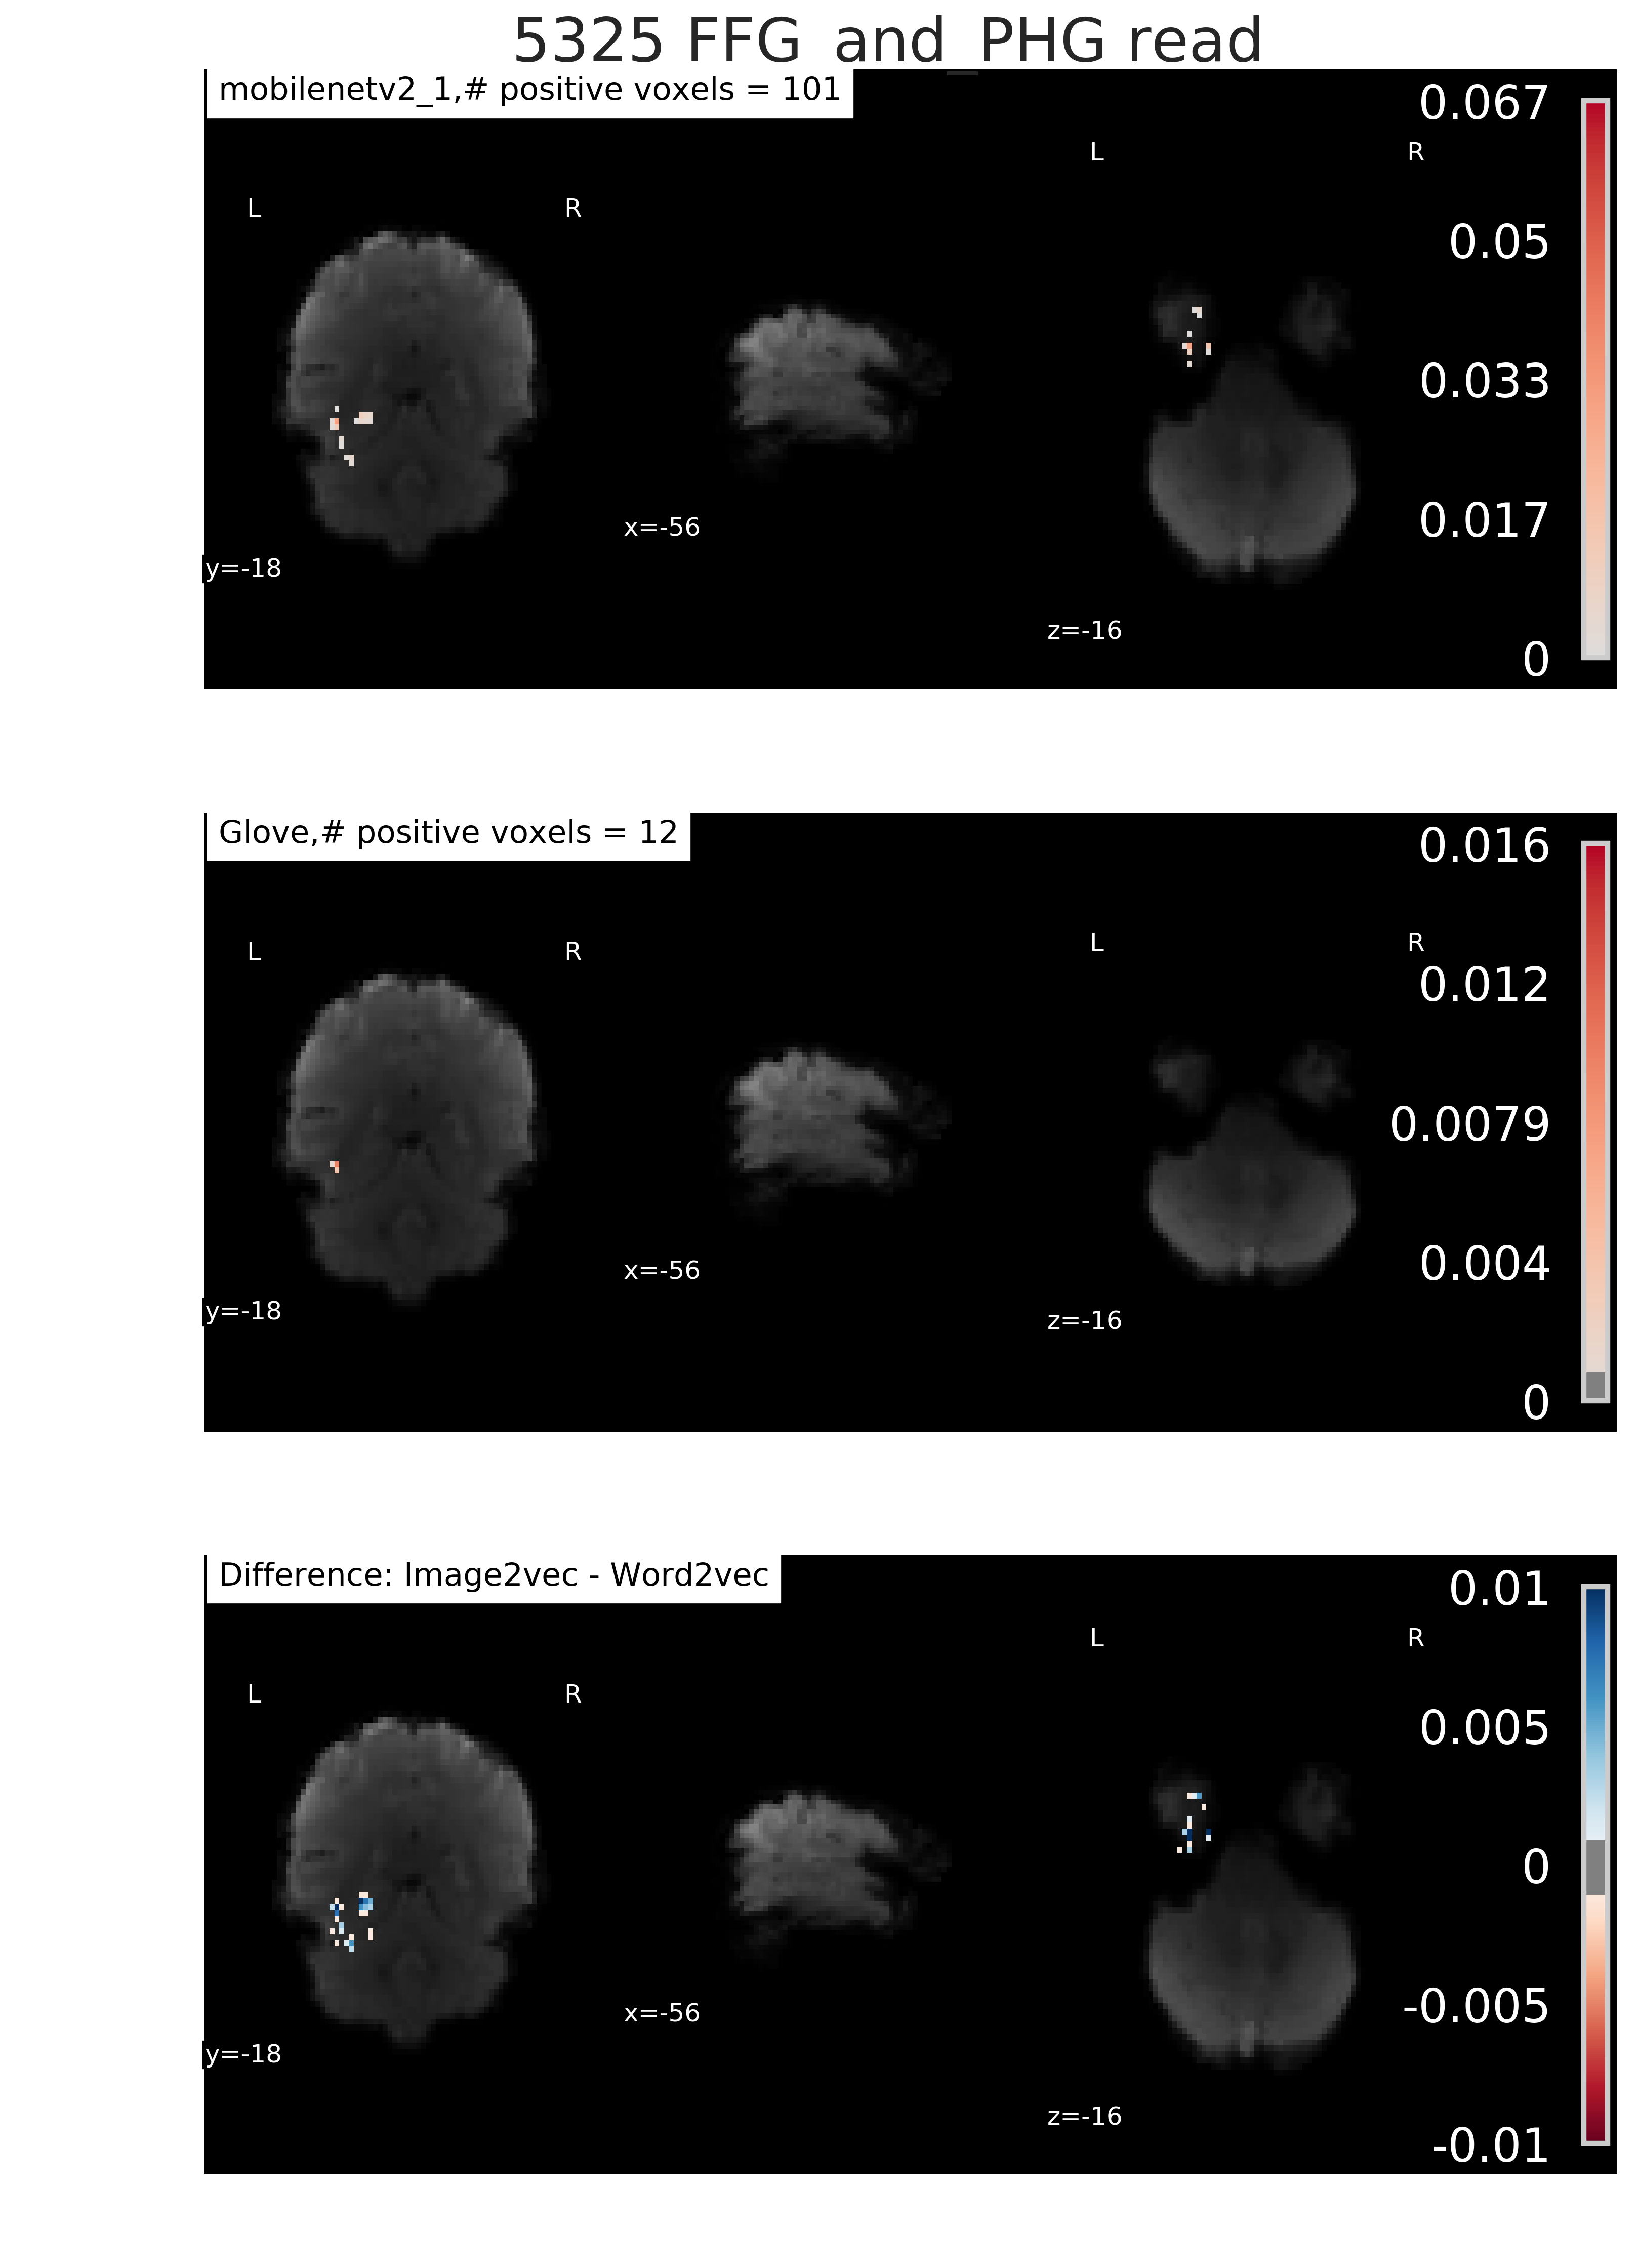 5325 FFG_and_PHG read
mobilenetv2_1,# positive voxels = 101
0.067
L R
L R
0.05
0.033
0.017
x=-56
y=-18
z=-16
0
Glove,# positive voxels = 12
0.016
L R
L R
0.012
0.0079
0.004
x=-56
y=-18
z=-16
0
Difference: Image2vec - Word2vec
0.01
L R
L R
0.005
0
-0.005
x=-56
y=-18
z=-16
-0.01